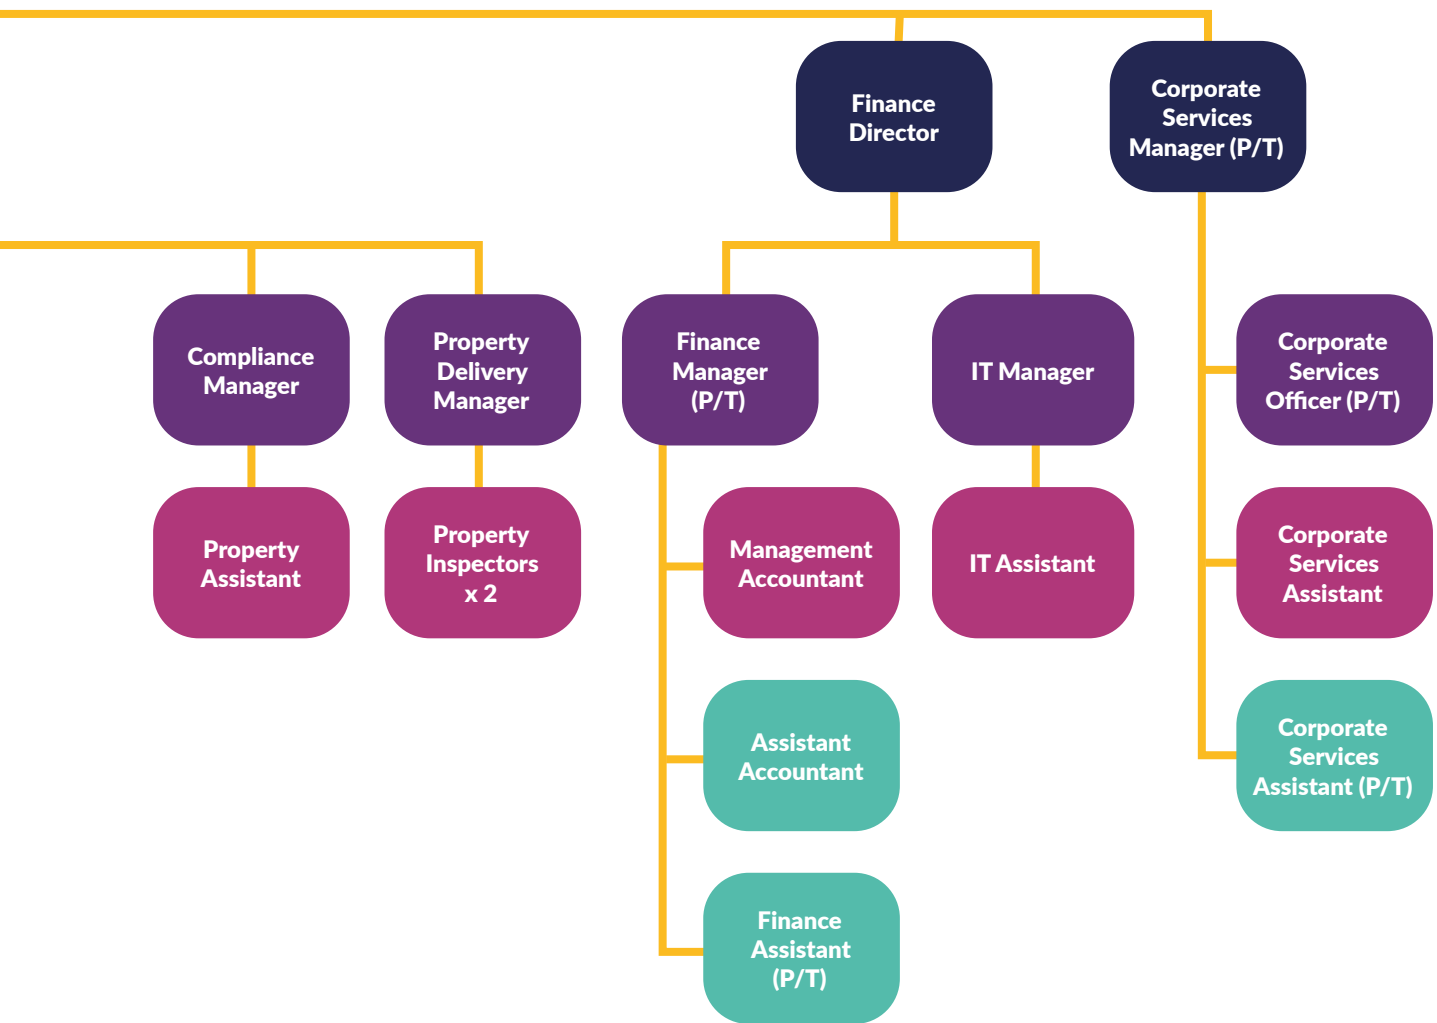 Finance
Director
Corporate
Services
Manager (P/T)
Compliance
Manager
Property
Delivery
Manager
Finance
Manager
(P/T)
IT Manager
Corporate
Services
Officer (P/T)
Property
Assistant
Property
Inspectors
x 2
Management
Accountant
IT Assistant
Corporate
Services
Assistant
Assistant
Accountant
Corporate
Services
Assistant (P/T)
Finance
Assistant
(P/T)